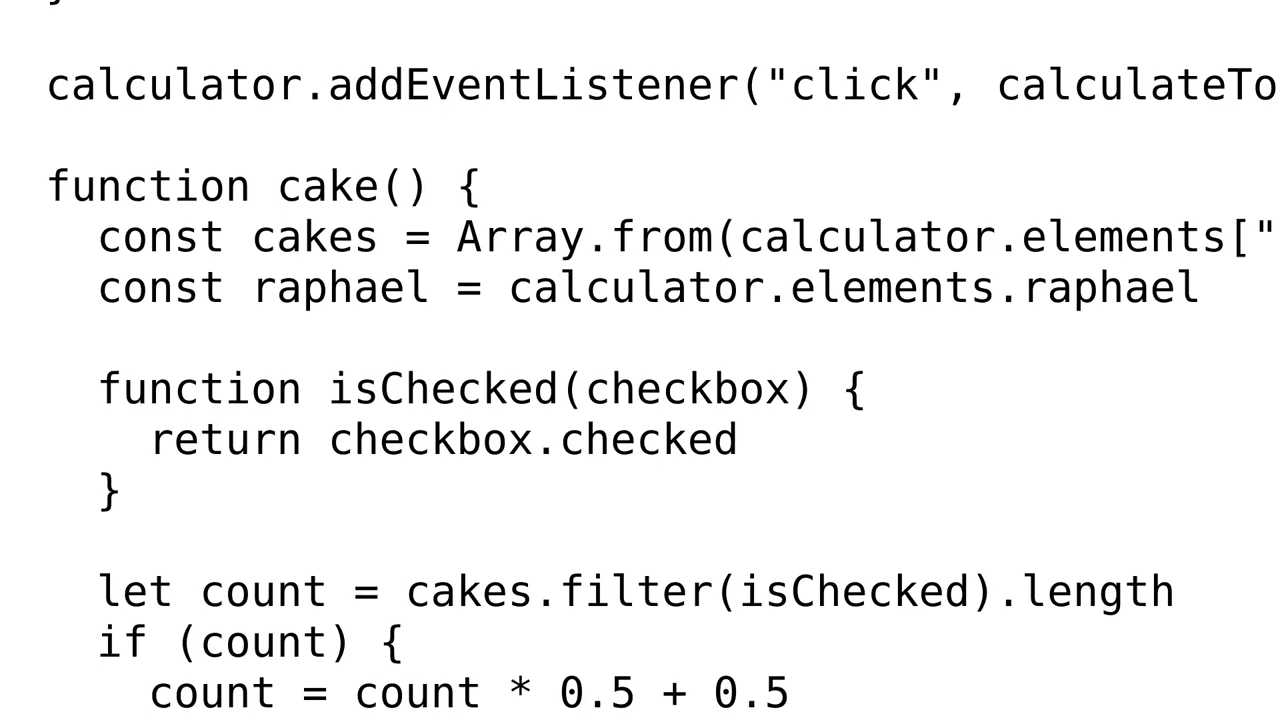 calculator.addEventListener("click", calculateTo
function cake() {
const cakes = Array.from(calculator.elements["
const raphael = calculator.elements.raphael
function isChecked(checkbox) {
return checkbox.checked
}
let count = cakes.filter(isChecked).length
if (count) {
count = count * 0.5 + 0.5